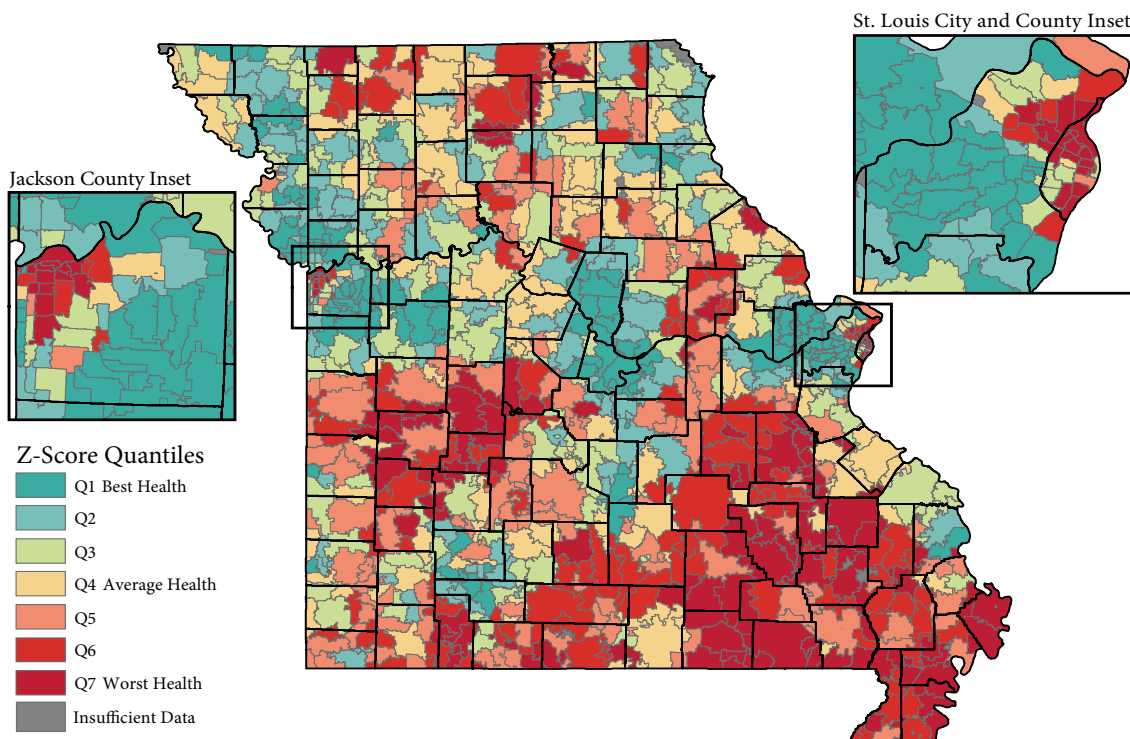 St. Louis City and County Inset
Jackson County Inset
Z-Score Quantiles
Q1 Best Health
Q2
Q3
Q4 Average Health
Q5
Q6
Q7 Worst Health
Insufficient Data